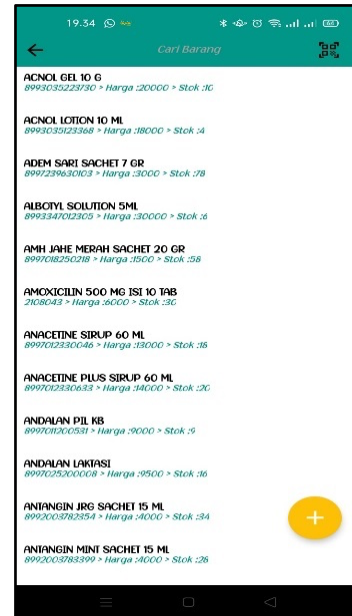 19.34
Cari Barang
ACNOL GEL 10 G
8993035223730 > Harga :20000 > Stok :10
ACNOL LOTION 10 ML
8993035123368 > Harga :18000 > Stok :4
ADEM SARI SACHET 7 GR
8997239630103 > Harga :3000 > Stok :78
ALBOTYL SOLUTION 5ML
8993347012305 > Harga :30000 > Stok :6
AMH JAHE MERAH SACHET 20 GR
8997018250218 > Harga :1500 > Stok :58
AMOXICILIN 500 MG ISI 10 TAB
2108043 > Harga :6000 > Stok :30
ANACETINE SIRUP 60 ML
8997012330046 > Harga :13000 > Stok :18
ANACETINE PLUS SIRUP 60 ML
8997012330633 > Harga :14000 > Stok :20
ANDALAN PIL KB
8997011200531 > Harga :9000 > Stok :9
ANDALAN LAKTASI
8997025200008 > Harga :9500 > Stok :16
ANTANGIN JRG SACHET 15 ML
8992003782354 > Harga :4000 > Stok :34
ANTANGIN MINT SACHET 15 ML
8992003783399 > Harga :4000 > Stok :26